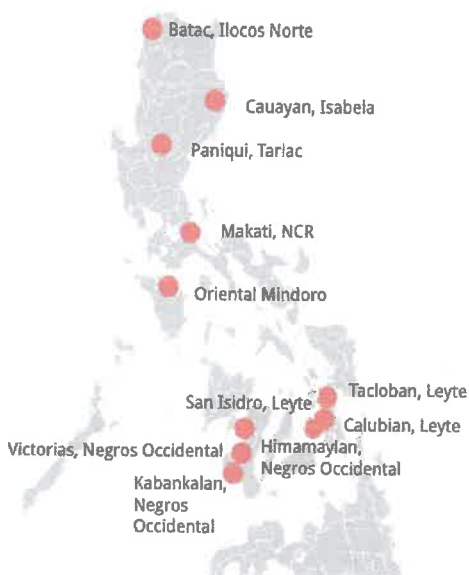 Batac, Ilocos Norte
Cauayan, Isabela
Paniqui, Tarlac
Makati, NCR
Oriental Mindoro
Tacloban, Leyte
San Isidro, Leyte
Calubian, Leyte
Victorias, Negros Occidental
Himamaylan,
Negros Occidental
Kabankalan,
Negros
Occidental